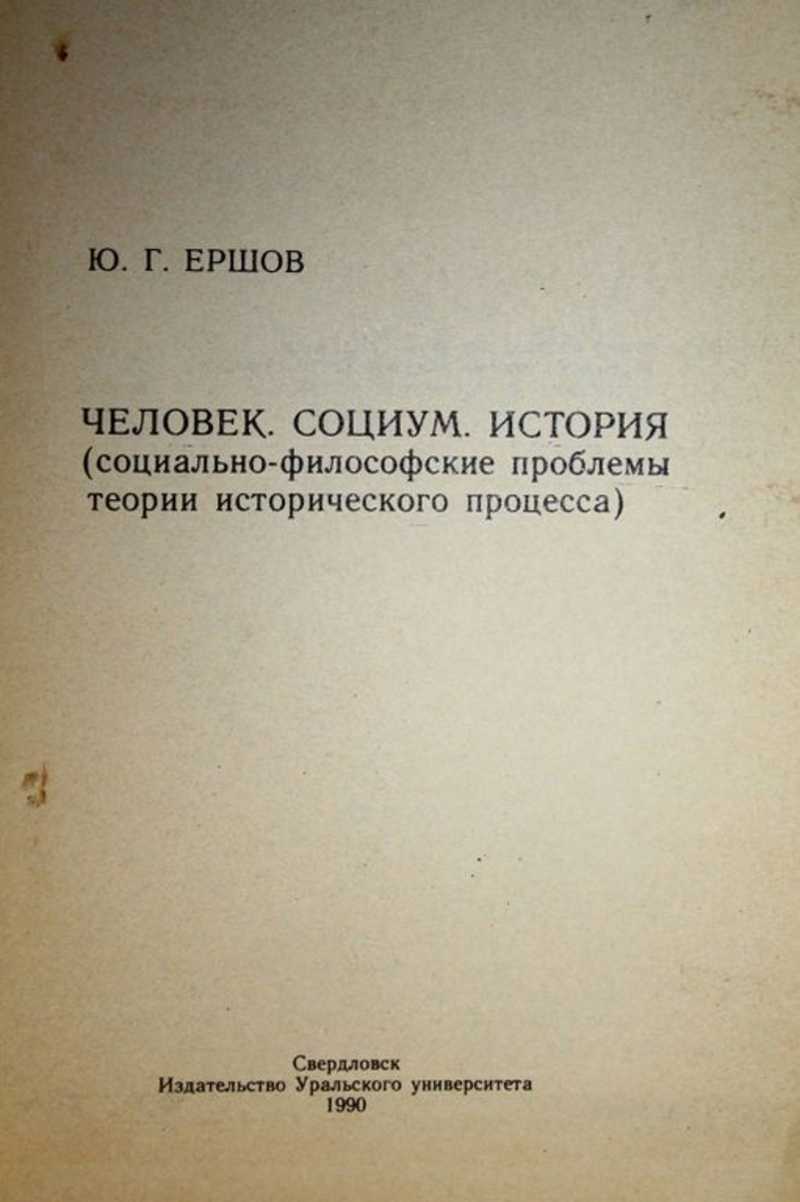 Ю. Г. ЕРШОВ
ЧЕЛОВЕК. СОЦИУМ. ИСТОРИЯ
(социально-философские проблемы
теории исторического процесса)
Свердловск
Издательство Уральского университета
1990